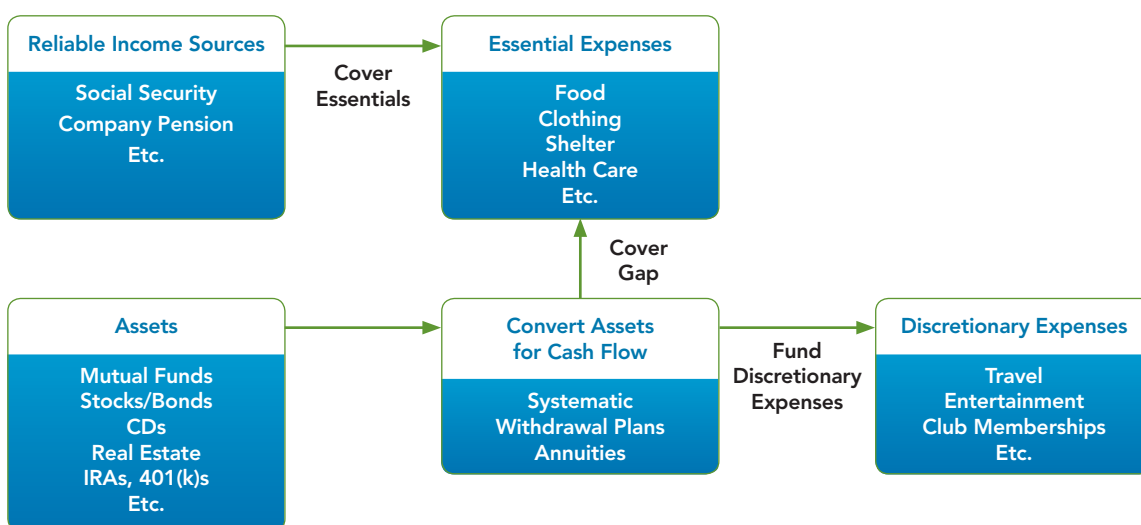 Reliable Income Sources
Social Security
Company Pension
Etc.
Cover
Essentials
Essential Expenses
Food
Clothing
Shelter
Health Care
Etc.
Cover
Gap
Assets
Mutual Funds
Stocks/Bonds
CDs
Real Estate
IRAs, 401(k)s
Etc.
Convert Assets
for Cash Flow
Systematic
Withdrawal Plans
Annuities
Fund
Discretionary
Expenses
Discretionary Expenses
Travel
Entertainment
Club Memberships
Etc.